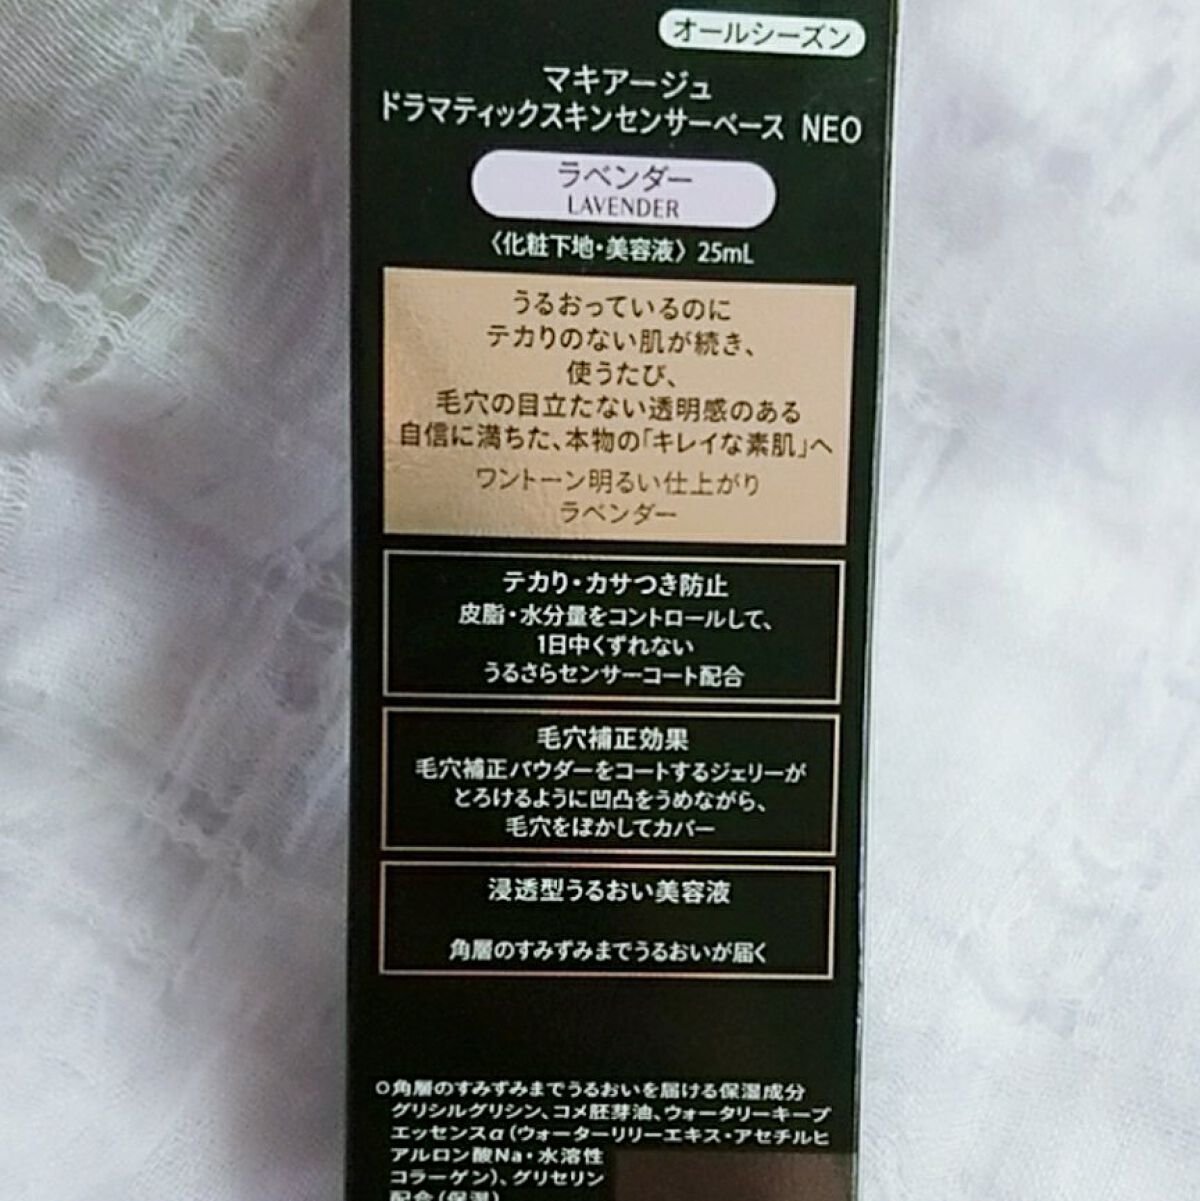 オールシーズン
マキアージュ
ドラマティックスキンセンサーベース NEO
ラベンダー
LAVENDER
〈化粧下地・美容液〉 25mL
うるおっているのに
テカりのない肌が続き、
使うたび、
毛穴の目立たない透明感のある
自信に満ちた、本物の「キレイな素肌」へ
ワントーン明るい仕上がり
ラベンダー
テカり・カサつき防止
皮脂・水分量をコントロールして、
1日中くずれない
うるさらセンサーコート配合
毛穴補正効果
毛穴補正パウダーをコートするジェリーが
とろけるように凹凸をうめながら、
毛穴をぼかしてカバー
浸透型うるおい美容液
角層のすみずみまでうるおいが届く
○角層のすみずみまでうるおいを届ける保湿成分
グリシルグリシン、コメ胚芽油、ウォータリーキープ
エッセンスα(ウォーターリリーエキス・アセチルヒ
アルロン酸Na・水溶性
コラーゲン)、グリセリン
配合(保湿)